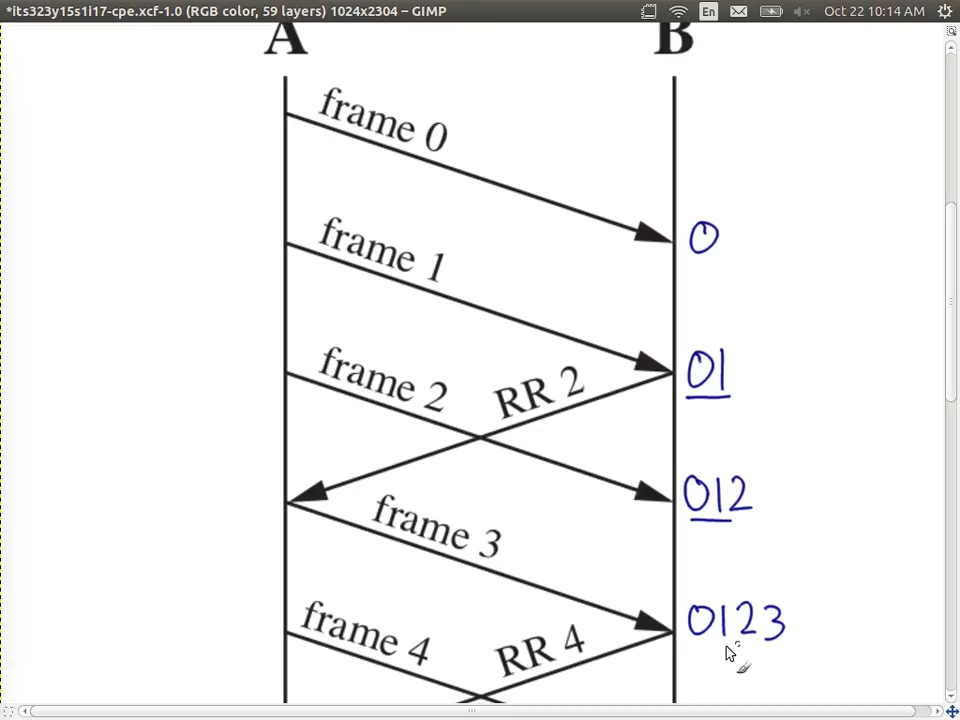 *its323y15s1i17-cpe.xcf-1.0 (RGB color, 59 layers) 1024x2304 – GIMP
En
Oct 22 10:14 AM
A
B
frame 0
0
frame 1
01
frame 2
RR 2
012
frame 3
0123
frame 4
RR 4